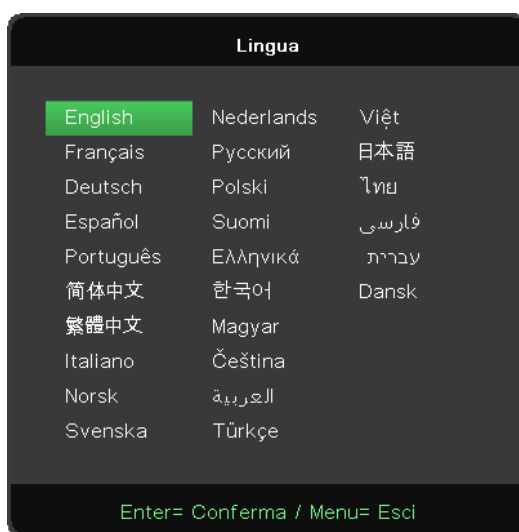 Lingua
English
Français
Deutsch
Español
Português
简体中文
繁體中文
Italiano
Norsk
Svenska
Nederlands
Русский
Polski
Suomi
Ελληνικά
한국어
Magyar
Čeština
العربية
Türkçe
Việt
日本語
ไทย
فارسی
עברית
Dansk
Enter= Conferma / Menu= Esci